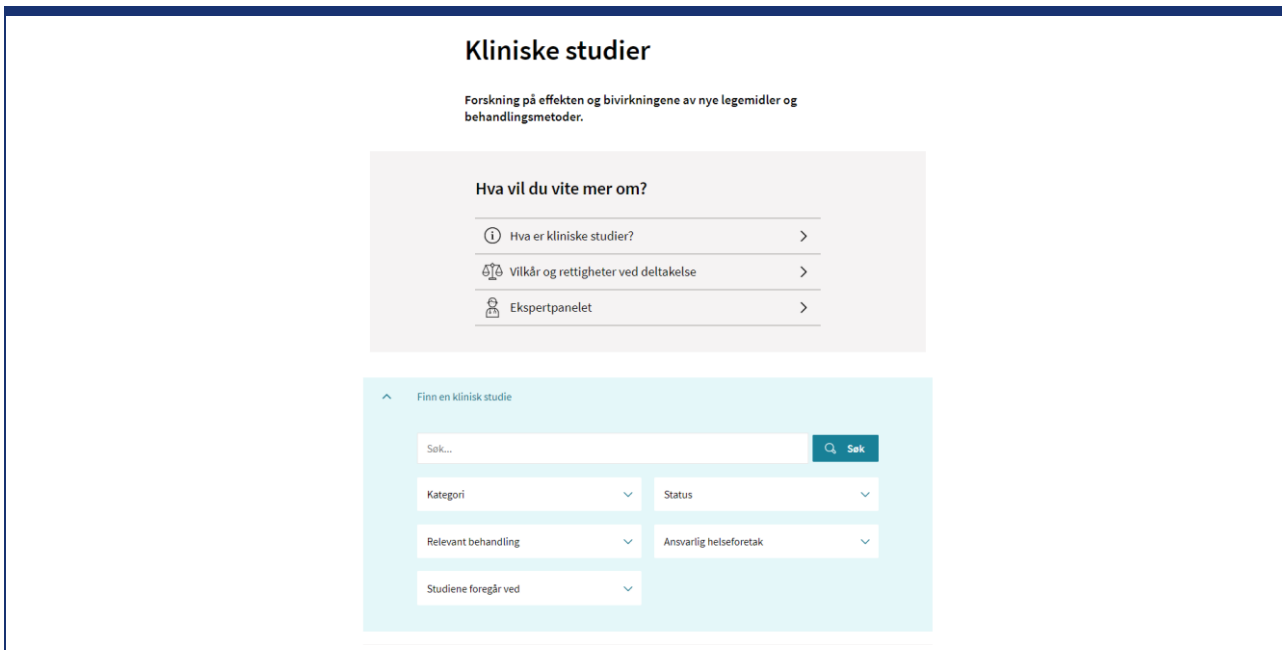 Kliniske studier
Forskning på effekten og bivirkningene av nye legemidler og
behandlingsmetoder.
Hva vil du vite mer om?
Hva er kliniske studier?
Vilkår og rettigheter ved deltakelse
Ekspertpanelet
Finn en klinisk studie
Søk...
Søk
Kategori
Status
Relevant behandling
Ansvarlig helseforetak
Studiene foregår ved